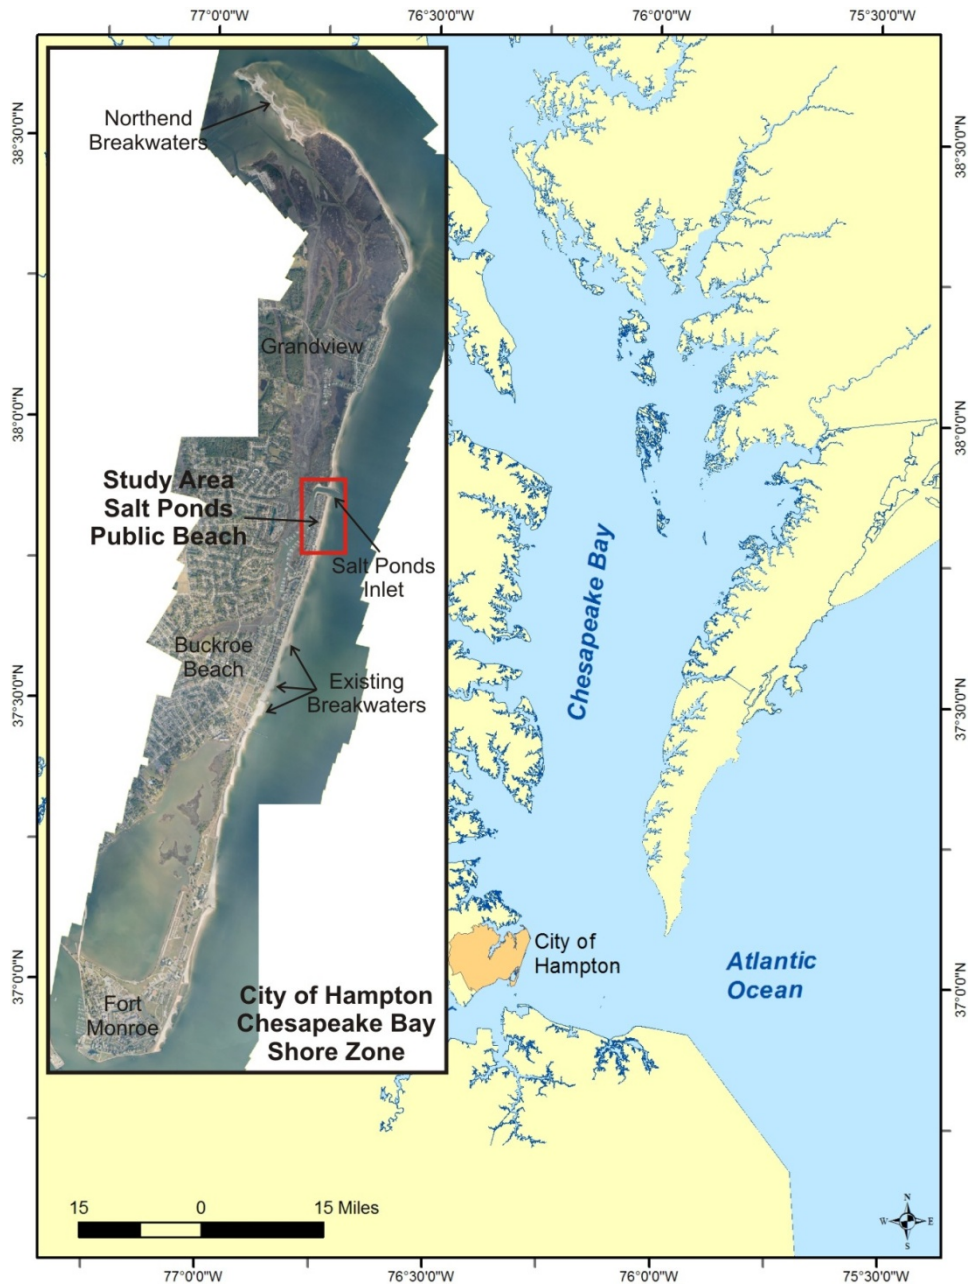 77°0'0"W
76°30'0"W
76°0'0"W
75°30'0"W
38°30'0"N
38°0'0"N
37°30'0"N
37°0'0"N
Northend
Breakwaters
Grandview
Study Area
Salt Ponds
Public Beach
Salt Ponds
Inlet
Buckroe
Beach
Existing
Breakwaters
Fort
Monroe
City of Hampton
Chesapeake Bay
Shore Zone
Chesapeake Bay
City of
Hampton
Atlantic
Ocean
38°30'0"N
38°0'0"N
37°30'0"N
37°0'0"N
15 0 15 Miles
N
W E
S
77°0'0"W
76°30'0"W
76°0'0"W
75°30'0"W